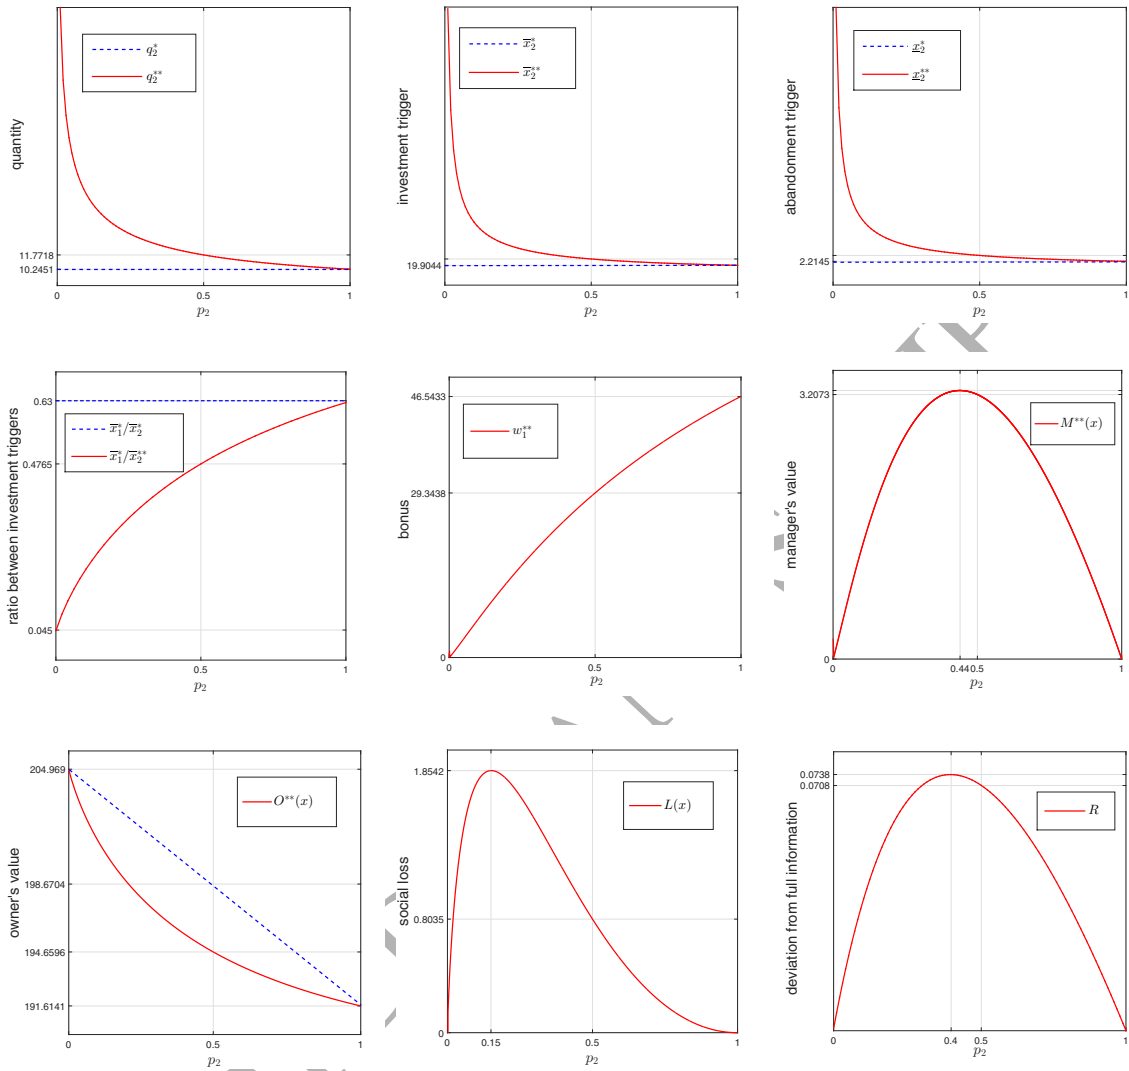 quantity
q₂*
q₂**
11.7718
10.2451
0
0.5
1
p₂
investment trigger
x̅₂*
x̅₂**
19.9044
0
0.5
1
p₂
abandonment trigger
x̲₂*
x̲₂**
2.2145
0
0.5
1
p₂
ratio between investment triggers
0.63
x̅₁*/x̅₂*
x̅₁*/x̅₂**
0.4765
0.045
0
0.5
1
p₂
bonus
46.5433
w₁**
29.3438
0
0
0.5
1
p₂
manager's value
3.2073
M**(x)
0
0
0.44
0.5
1
p₂
owner's value
204.969
O**(x)
198.6704
194.6596
191.6141
0
0.5
1
p₂
social loss
1.8542
L(x)
0.8035
0
0
0.15
0.5
1
p₂
deviation from full information
0.0738
0.0708
R
0
0.4
0.5
1
p₂